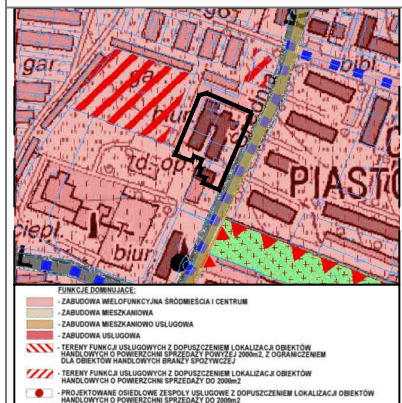 gar.
ga
biur
bibl.
PIAST
ciepl.
biur
FUNKCJE DOMINUJĄCE:
- ZABUDOWA WIELOFUNKCYJNA ŚRÓDMIEŚCIA I CENTRUM
- ZABUDOWA MIESZKANIOWA
- ZABUDOWA MIESZKANIOWO USŁUGOWA
- ZABUDOWA USŁUGOWA
- TERENY FUNKCJI USŁUGOWYCH Z DOPUSZCZENIEM LOKALIZACJI OBIEKTÓW
HANDLOWYCH O POWIERZCHNI SPRZEDAŻY POWYŻEJ 2000m2, Z OGRANICZENIEM
DLA OBIEKTÓW HANDLOWYCH BRANŻY SPOŻYWCZEJ
- TERENY FUNKCJI USŁUGOWYCH Z DOPUSZCZENIEM LOKALIZACJI OBIEKTÓW
HANDLOWYCH O POWIERZCHNI SPRZEDAŻY DO 2000m2
- PROJEKTOWANE OSIEDLOWE ZESPOŁY USŁUGOWE Z DOPUSZCZENIEM LOKALIZACJI OBIEKTÓW
HANDLOWYCH O POWIERZCHNI SPRZEDAŻY DO 2000m2